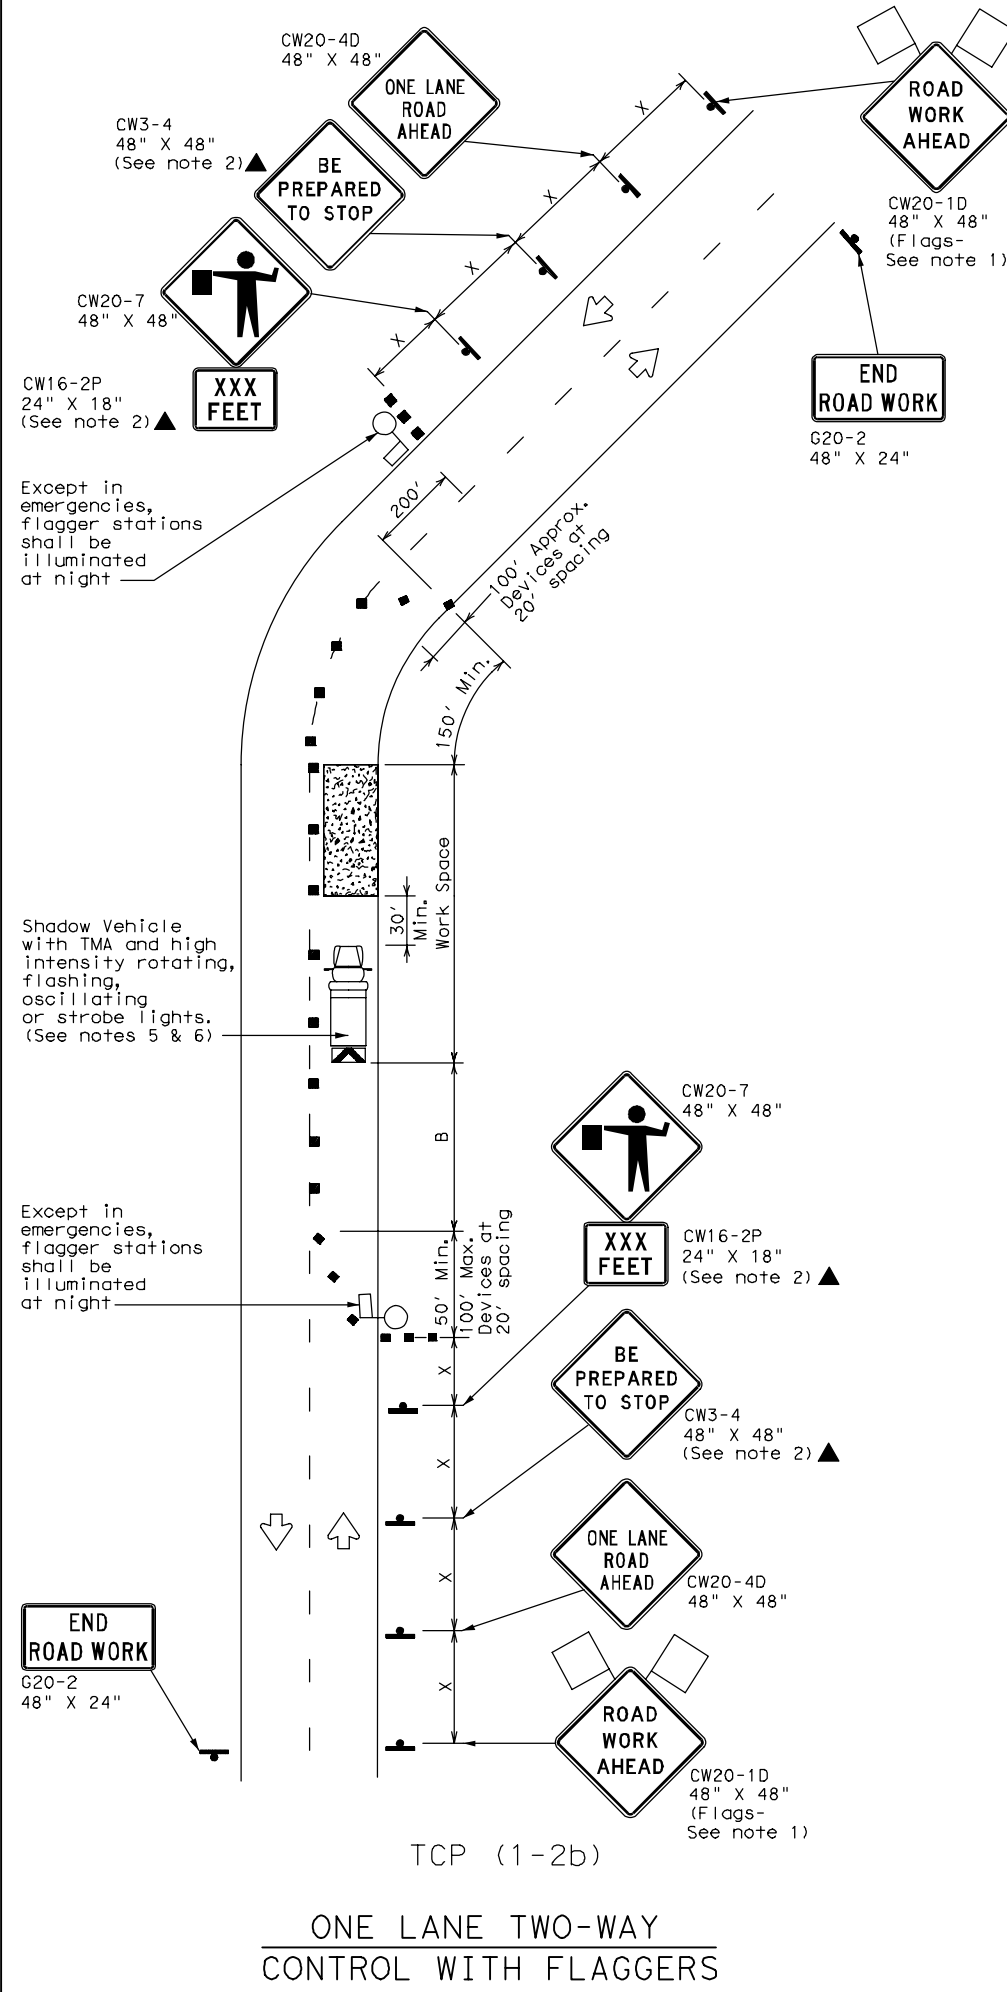 CW20-4D
48" X 48"
ONE LANE
ROAD
AHEAD
ROAD
WORK
AHEAD
CW20-1D
48" X 48"
(Flags-
See note 1)
CW3-4
48" X 48"
(See note 2)▲
BE
PREPARED
TO STOP
X
X
X
X
CW20-7
48" X 48"
CW16-2P
24" X 18"
(See note 2)▲
XXX
FEET
END
ROAD WORK
G20-2
48" X 24"
Except in
emergencies,
flagger stations
shall be
illuminated
at night
200'
100' Approx.
Devices at
20' spacing
150' Min.
Work Space
30'
Min.
Shadow Vehicle
with TMA and high
intensity rotating,
flashing,
oscillating
or strobe lights.
(See notes 5 & 6)
B
CW20-7
48" X 48"
XXX
FEET
CW16-2P
24" X 18"
(See note 2)▲
Except in
emergencies,
flagger stations
shall be
illuminated
at night
50' Min.
100' Max.
Devices at
20' spacing
X
X
X
X
BE
PREPARED
TO STOP
CW3-4
48" X 48"
(See note 2)▲
ONE LANE
ROAD
AHEAD
CW20-4D
48" X 48"
END
ROAD WORK
G20-2
48" X 24"
ROAD
WORK
AHEAD
CW20-1D
48" X 48"
(Flags-
See note 1)
TCP (1-2b)
ONE LANE TWO-WAY
CONTROL WITH FLAGGERS